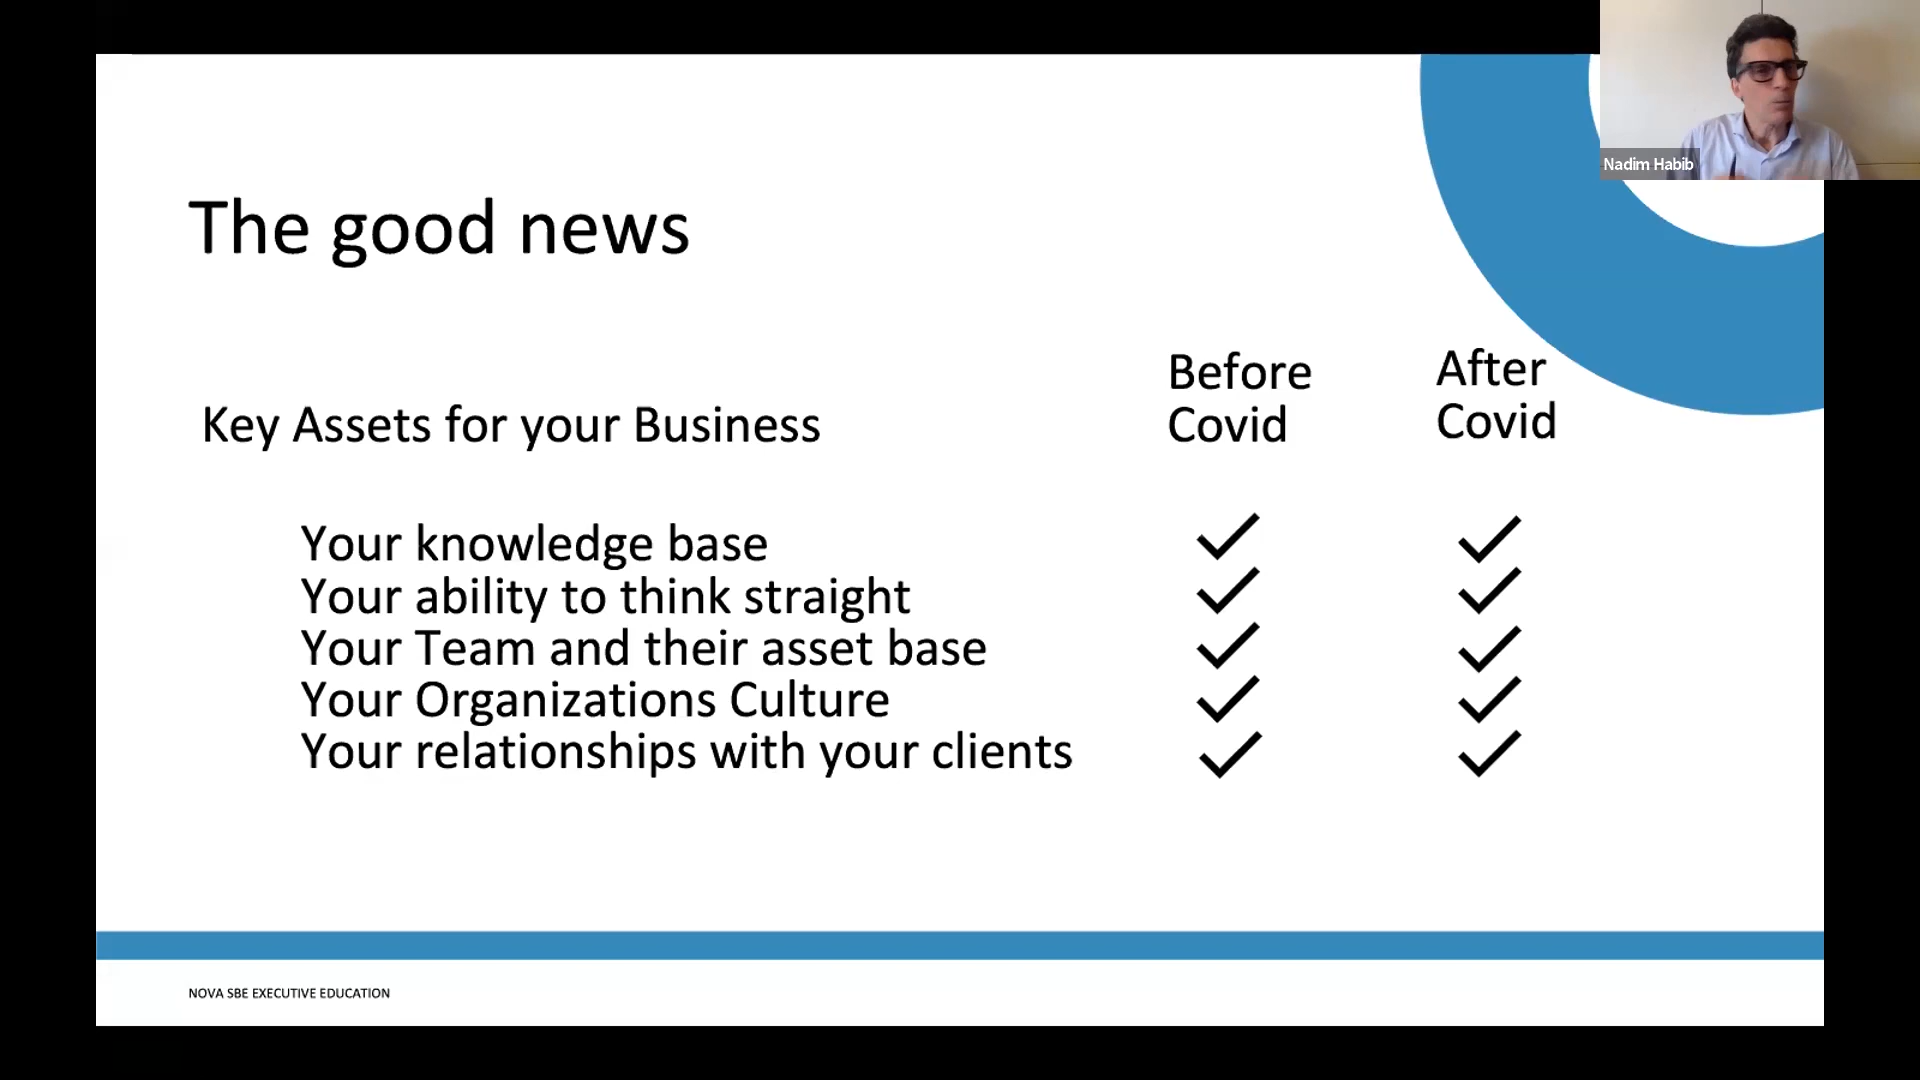 Nadim Habib
The good news
Before
Covid
After
Covid
Key Assets for your Business
Your knowledge base
Your ability to think straight
Your Team and their asset base
Your Organizations Culture
Your relationships with your clients
NOVA SBE EXECUTIVE EDUCATION